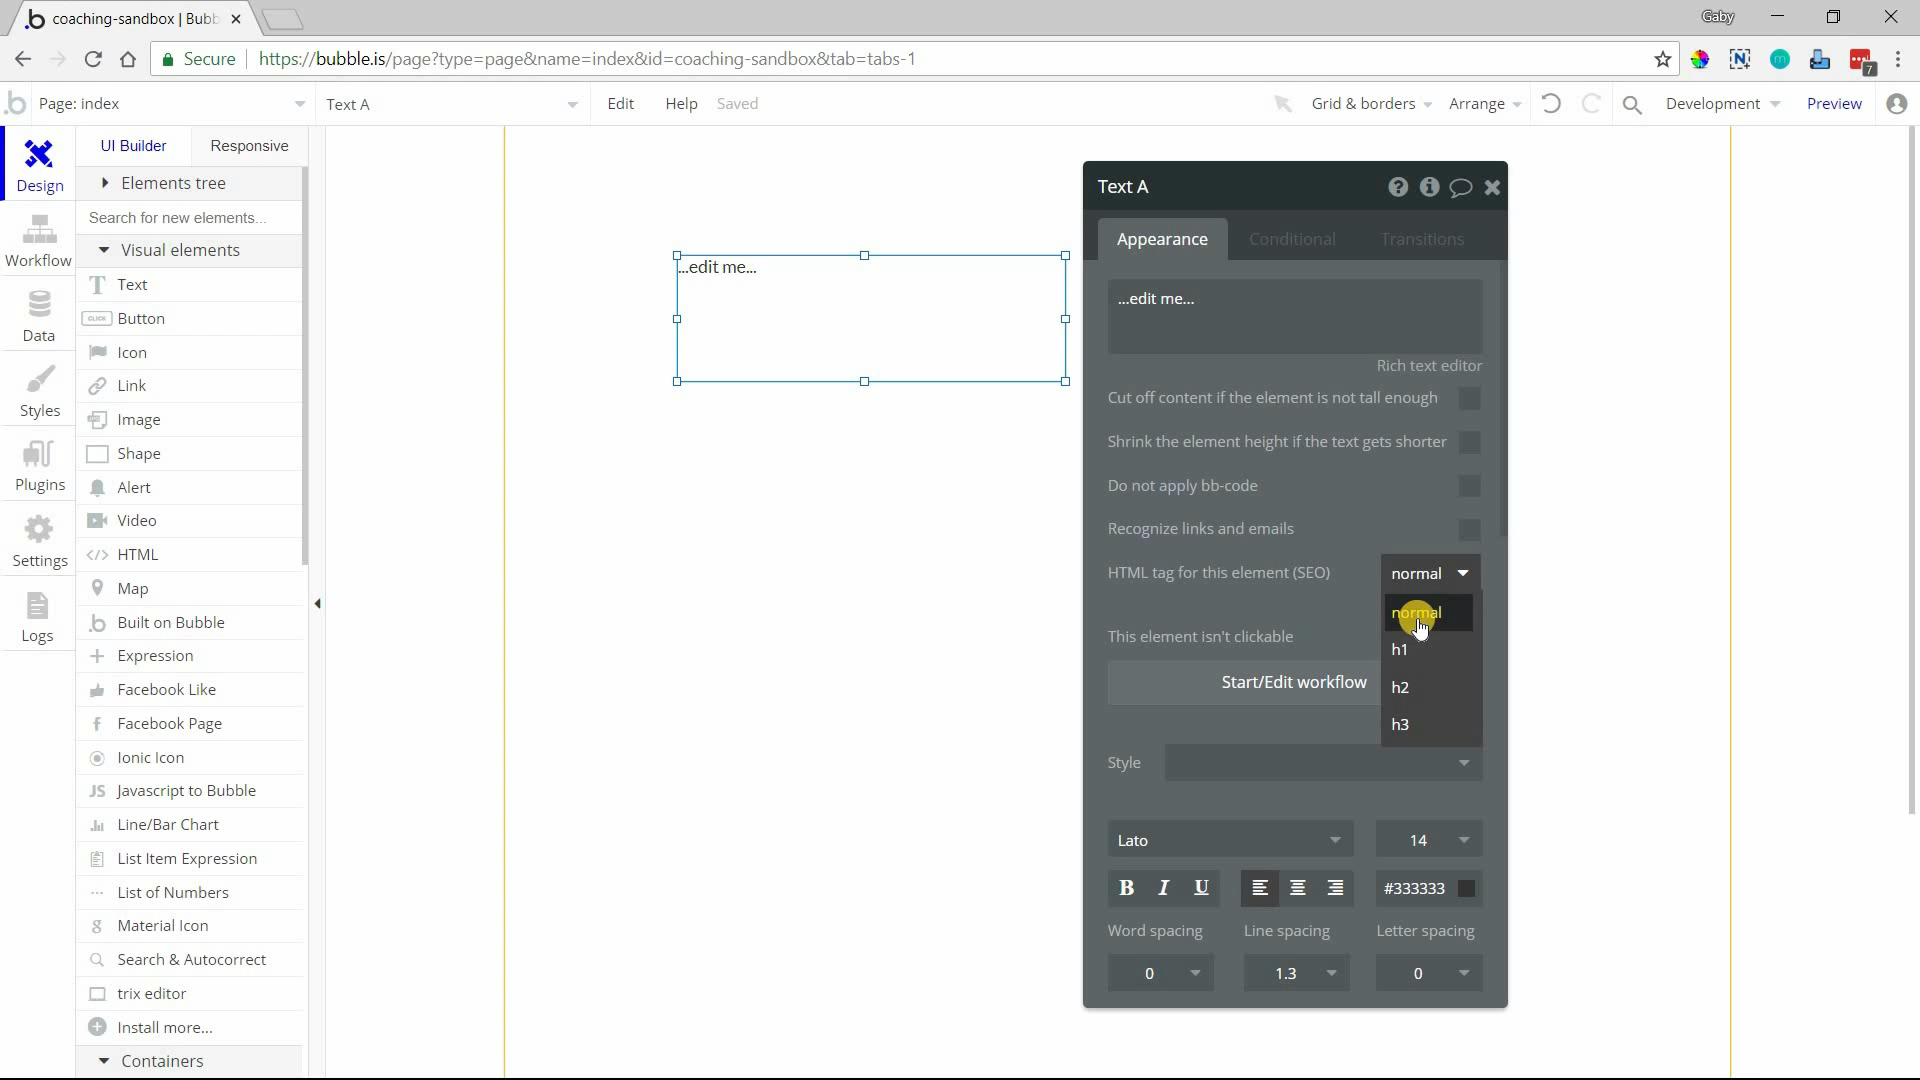 coaching-sandbox | Bubb
Gaby
Secure
https://bubble.is/page?type=page&name=index&id=coaching-sandbox&tab=tabs-1
7
Page: index
Text A
Edit
Help
Saved
Grid & borders
Arrange
Development
Preview
Design
Workflow
Data
Styles
Plugins
Settings
Logs
UI Builder
Responsive
Elements tree
Search for new elements...
Visual elements
Text
CLICK Button
Icon
Link
Image
Shape
Alert
Video
HTML
Map
Built on Bubble
Expression
Facebook Like
Facebook Page
Ionic Icon
JS Javascript to Bubble
Line/Bar Chart
List Item Expression
List of Numbers
Material Icon
Search & Autocorrect
trix editor
Install more...
Containers
...edit me...
Text A
Appearance
Conditional
Transitions
...edit me...
Rich text editor
Cut off content if the element is not tall enough
Shrink the element height if the text gets shorter
Do not apply bb-code
Recognize links and emails
HTML tag for this element (SEO)
normal
normal
h1
h2
h3
This element isn't clickable
Start/Edit workflow
Style
Lato
14
B I U
#333333
Word spacing
Line spacing
Letter spacing
0
1.3
0